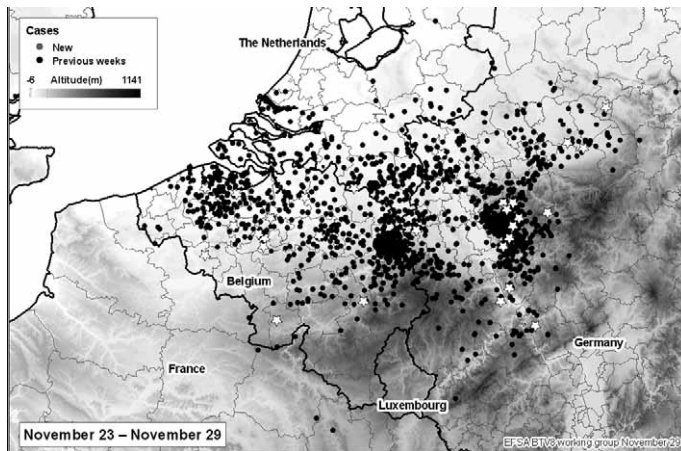 Cases
New
Previous weeks
-6 Altitude(m) 1141
The Netherlands
Belgium
Germany
France
Luxembourg
November 23 – November 29
EFSA BTV8 working group November 29